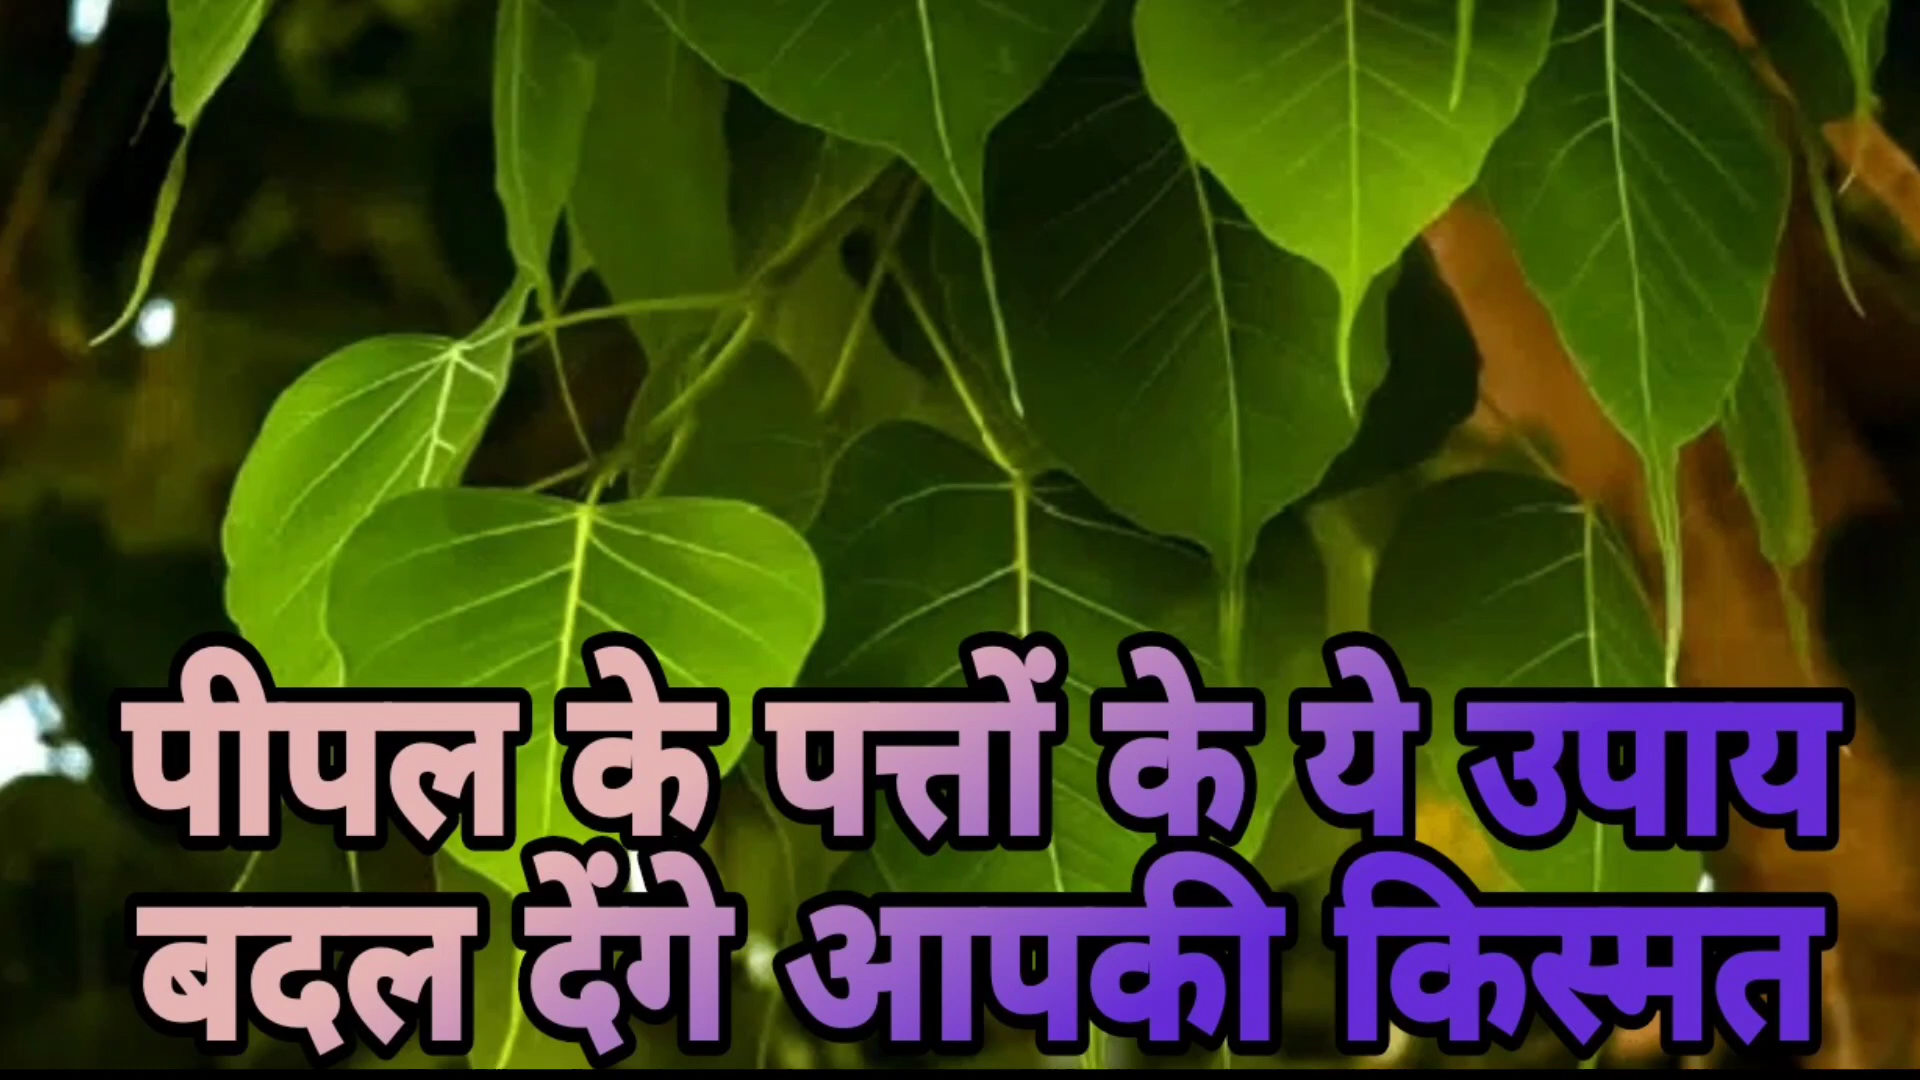 पीपल के पत्तों के ये उपाय
बदल देंगे आपकी किस्मत